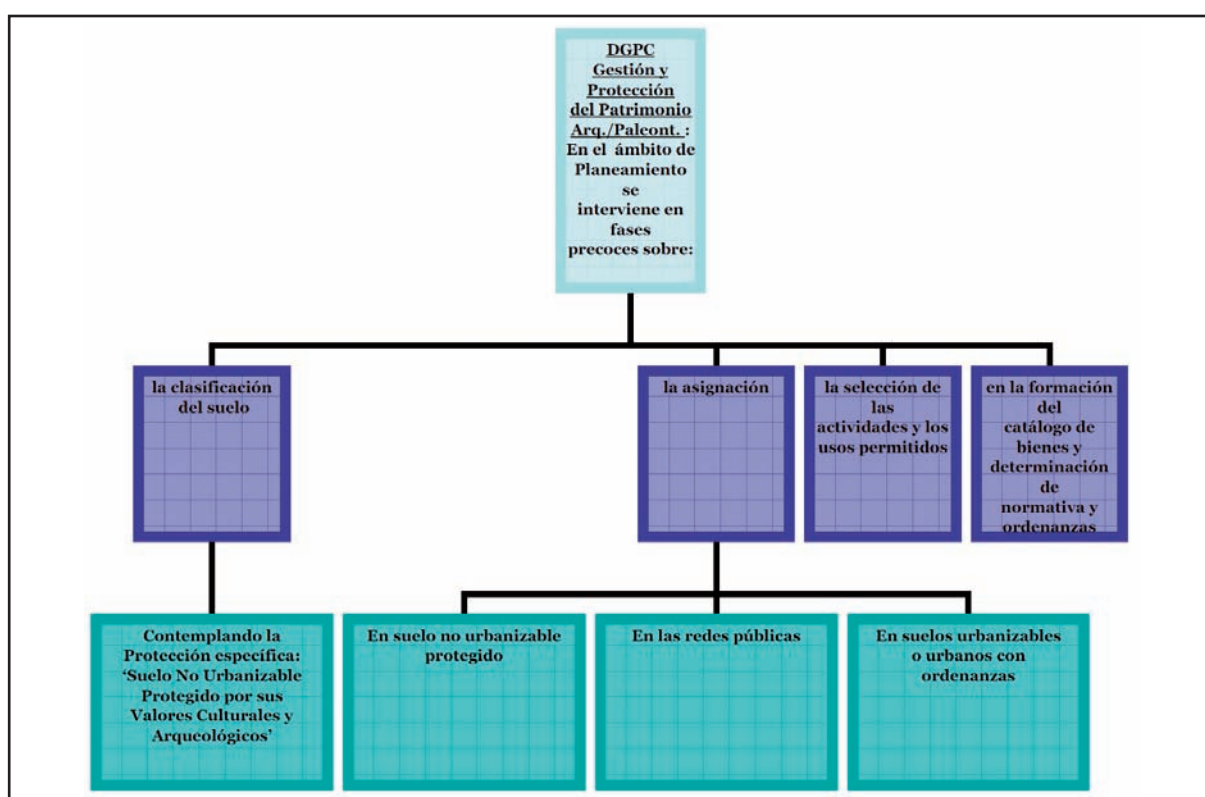 DGPC
Gestión y
Protección
del Patrimonio
Arq./Paleont. :
En el ámbito de
Planeamiento
se
interviene en
fases
precoces sobre:
la clasificación
del suelo
la asignación
la selección de
las
actividades y los
usos permitidos
en la formación
del
catálogo de
bienes y
determinación
de
normativa y
ordenanzas
Contemplando la
Protección específica:
‘Suelo No Urbanizable
Protegido por sus
Valores Culturales y
Arqueológicos’
En suelo no urbanizable
protegido
En las redes públicas
En suelos urbanizables
o urbanos con
ordenanzas